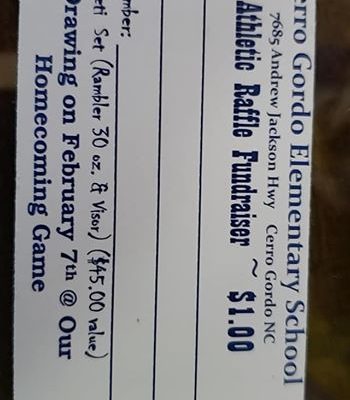 erro Gordo Elementary School
7685 Andrew Jackson Hwy Cerro Gordo NC
Athletic Raffle Fundraiser ~ $1.00
mber:
eti Set (Rambler 30 oz. & Visor) ($45.00 value)
Drawing on February 7th @ Our
Homecoming Game